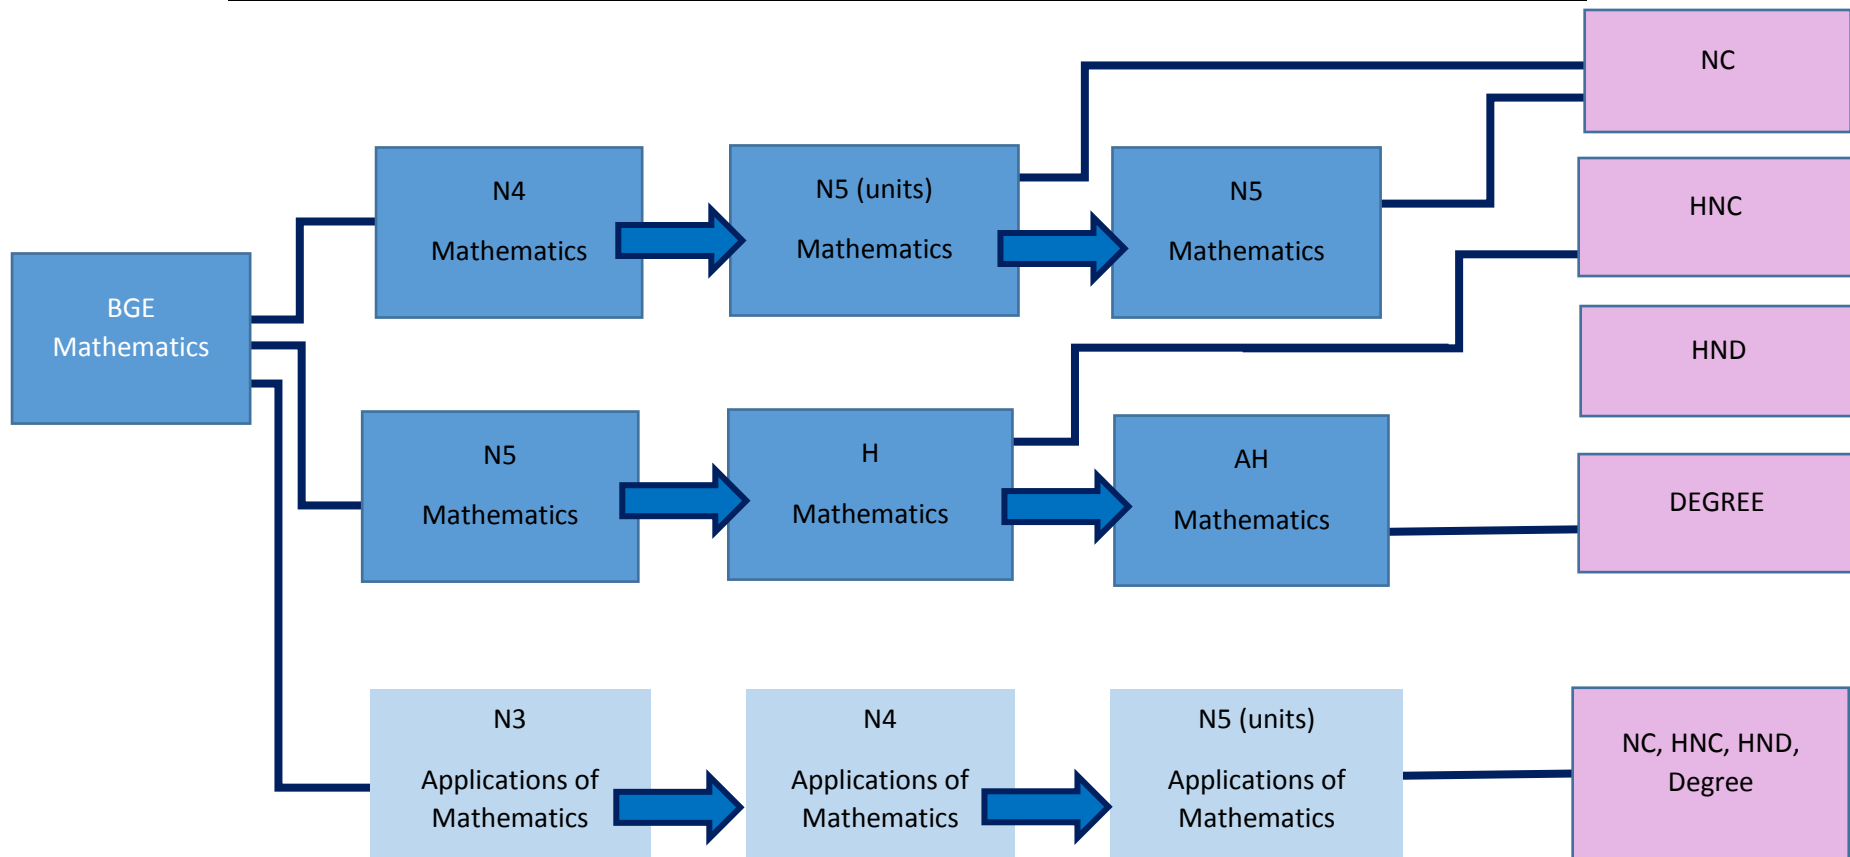 NC
N4
Mathematics
N5 (units)
Mathematics
N5
Mathematics
HNC
BGE
Mathematics
HND
N5
Mathematics
H
Mathematics
AH
Mathematics
DEGREE
N3
Applications of
Mathematics
N4
Applications of
Mathematics
N5 (units)
Applications of
Mathematics
NC, HNC, HND,
Degree